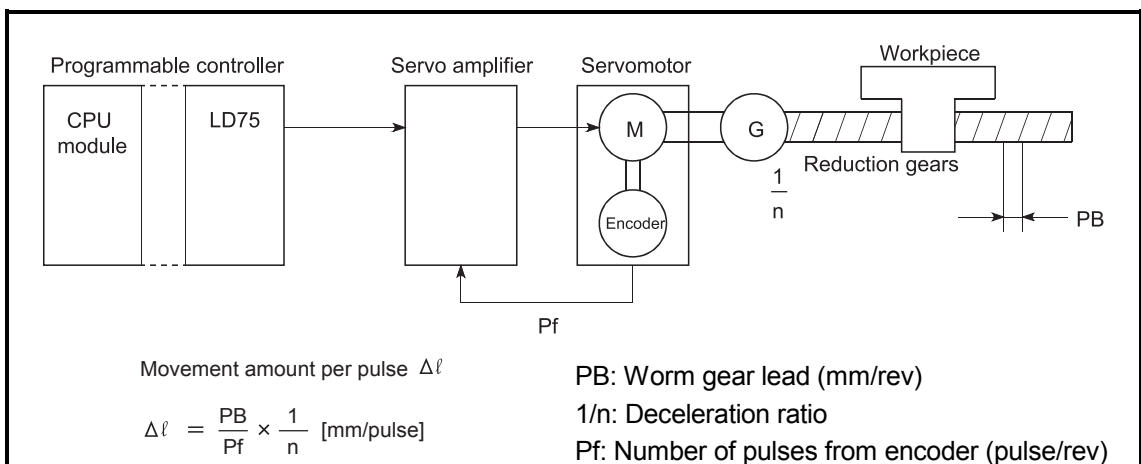 Programmable controller
Servo amplifier
Servomotor
Workpiece
CPU
module
LD75
M
G
Encoder
Reduction gears
1
n
PB
Pf
Movement amount per pulse Δℓ
Δℓ = PB/Pf × 1/n [mm/pulse]
PB: Worm gear lead (mm/rev)
1/n: Deceleration ratio
Pf: Number of pulses from encoder (pulse/rev)